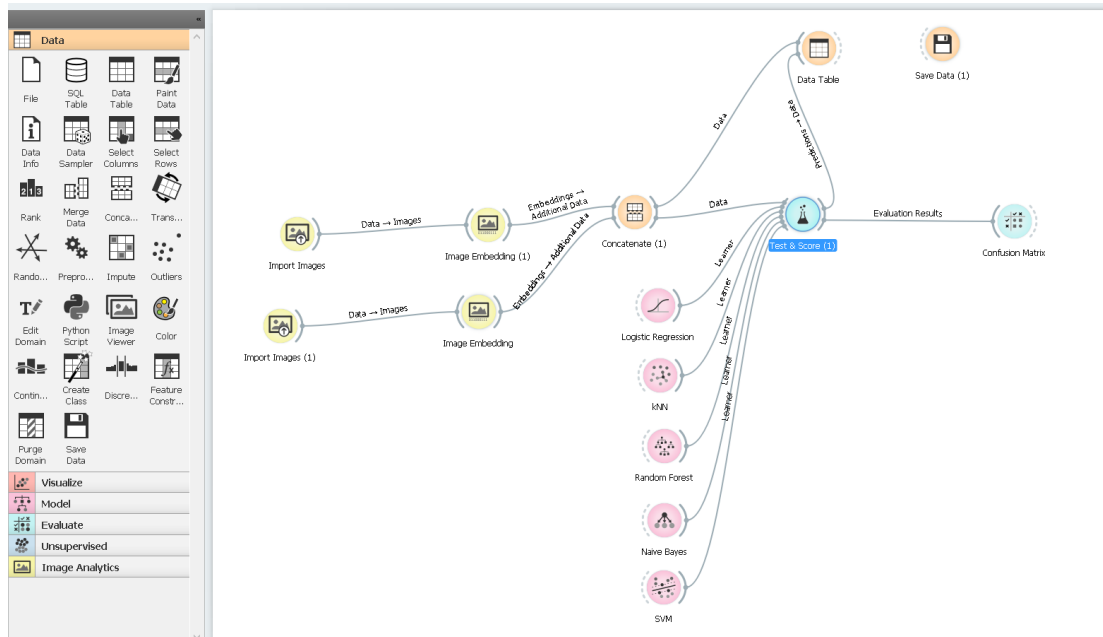 Data
File
SQL
Table
Data
Table
Paint
Data
Data
Info
Data
Sampler
Select
Columns
Select
Rows
Rank
Merge
Data
Conca...
Trans...
Rando...
Prepro...
Impute
Outliers
Edit
Domain
Python
Script
Image
Viewer
Color
Contin...
Create
Class
Discre...
Feature
Constr...
Purge
Domain
Save
Data
Visualize
Model
Evaluate
Unsupervised
Image Analytics
Data Table
Save Data (1)
Data
Predictions → Data
Embeddings →
Additional Data
Data → Images
Import Images
Image Embedding (1)
Concatenate (1)
Data
Test & Score (1)
Evaluation Results
Confusion Matrix
Embeddings → Additional Data
Data → Images
Import Images (1)
Image Embedding
Learner
Learner
Learner
Learner
Learner
Logistic Regression
kNN
Random Forest
Naive Bayes
SVM